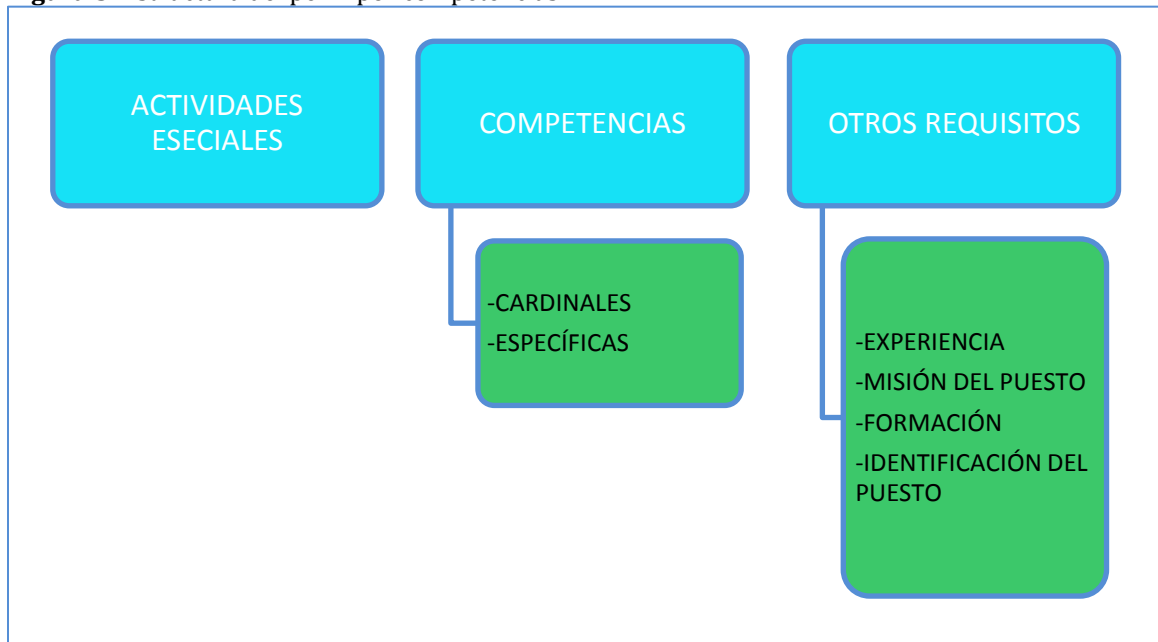 ACTIVIDADES
ESECIALES
COMPETENCIAS
-CARDINALES
-ESPECÍFICAS
OTROS REQUISITOS
-EXPERIENCIA
-MISIÓN DEL PUESTO
-FORMACIÓN
-IDENTIFICACIÓN DEL
PUESTO